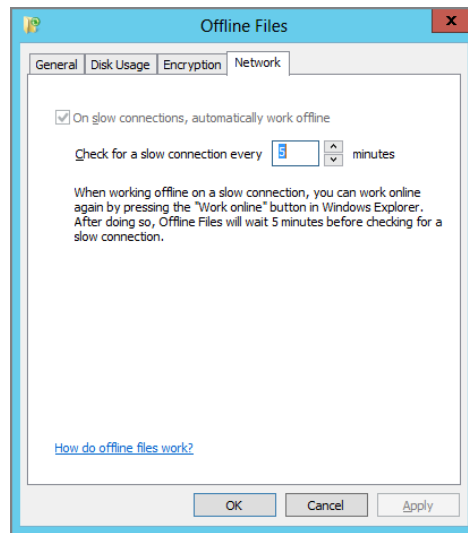 Offline Files
x
General Disk Usage Encryption Network
On slow connections, automatically work offline
Check for a slow connection every 5 minutes
When working offline on a slow connection, you can work online
again by pressing the "Work online" button in Windows Explorer.
After doing so, Offline Files will wait 5 minutes before checking for a
slow connection.
How do offline files work?
OK Cancel Apply